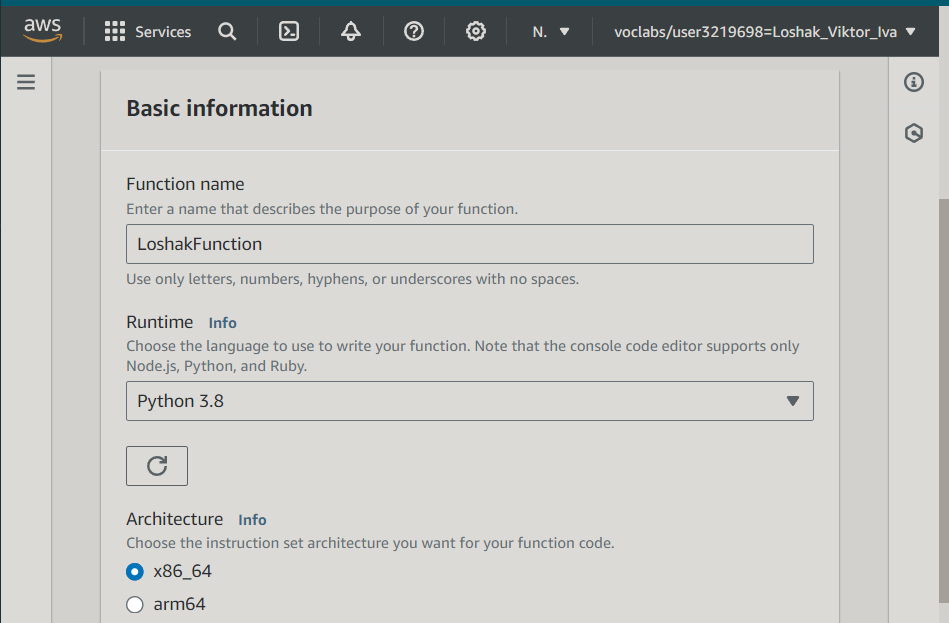 aws
Services
N.
voclabs/user3219698=Loshak_Viktor_Iva
Basic information
Function name
Enter a name that describes the purpose of your function.
LoshakFunction
Use only letters, numbers, hyphens, or underscores with no spaces.
Runtime Info
Choose the language to use to write your function. Note that the console code editor supports only
Node.js, Python, and Ruby.
Python 3.8
Architecture Info
Choose the instruction set architecture you want for your function code.
x86_64
arm64